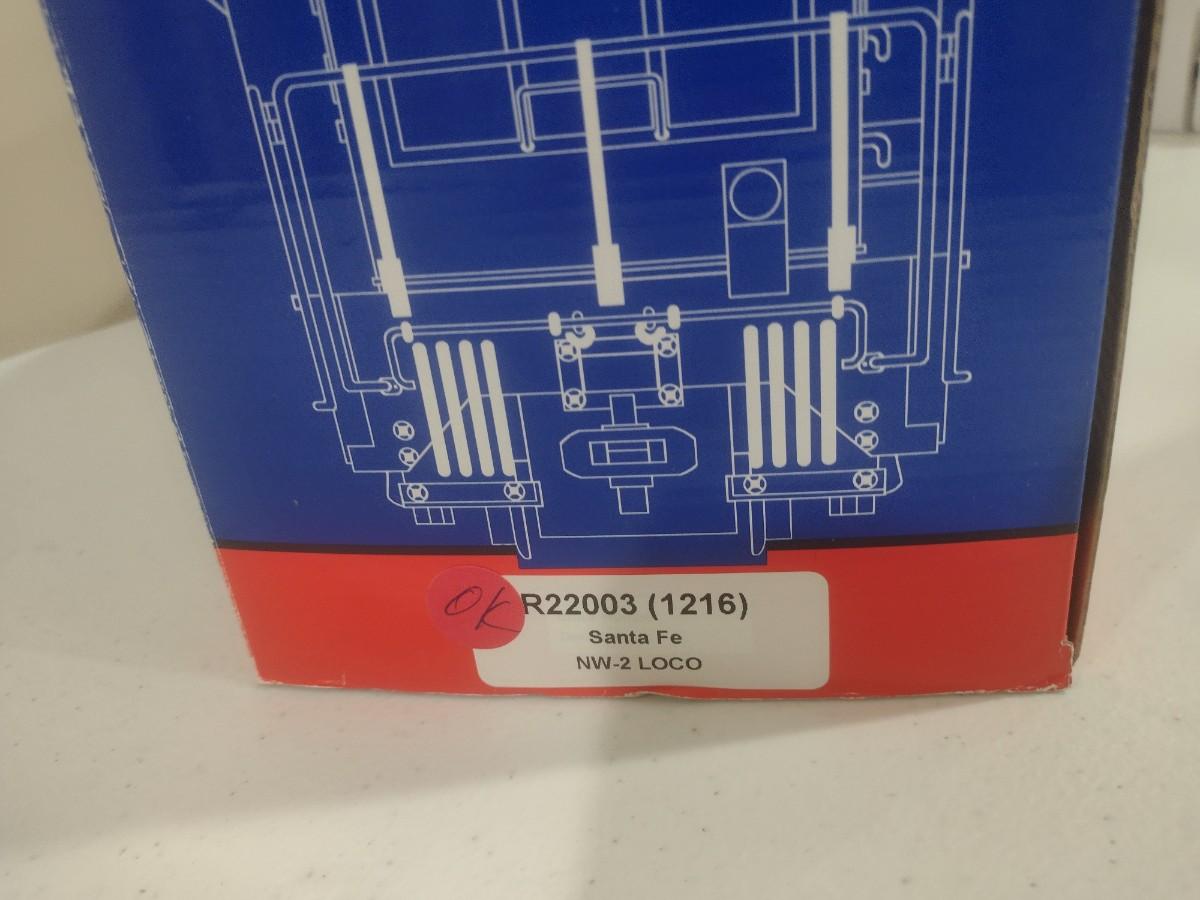 OK
R22003 (1216)
Santa Fe
NW-2 LOCO